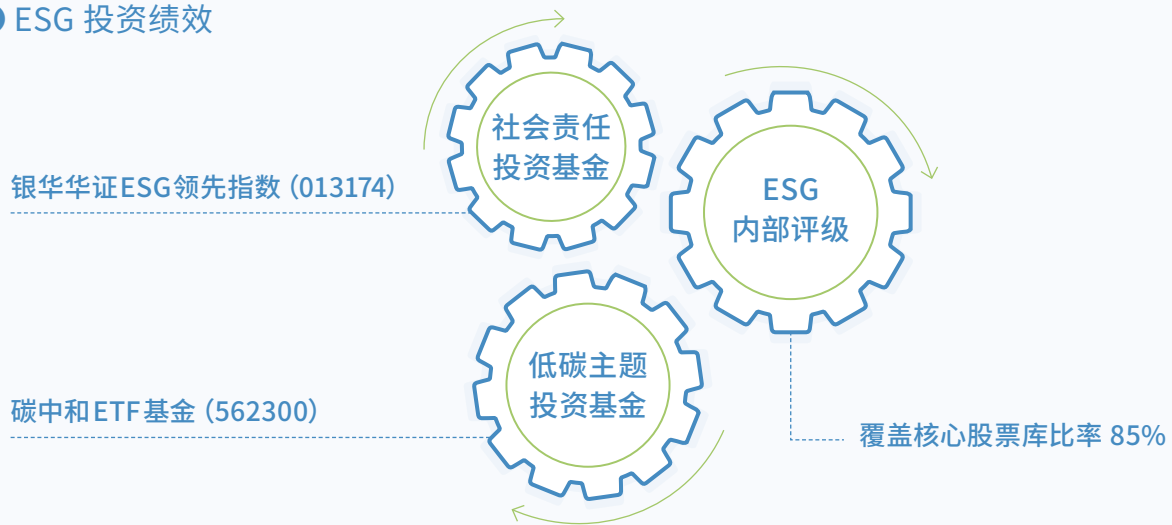 ESG 投资绩效
社会责任
投资基金
银华华证ESG领先指数（013174）
ESG
内部评级
低碳主题
投资基金
碳中和ETF基金（562300）
覆盖核心股票库比率 85%